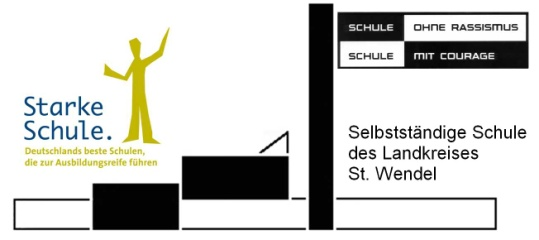 Starke
Schule.
Deutschlands beste Schulen,
die zur Ausbildungsreife führen
SCHULE OHNE RASSISMUS
SCHULE MIT COURAGE
Selbstständige Schule
des Landkreises
St. Wendel